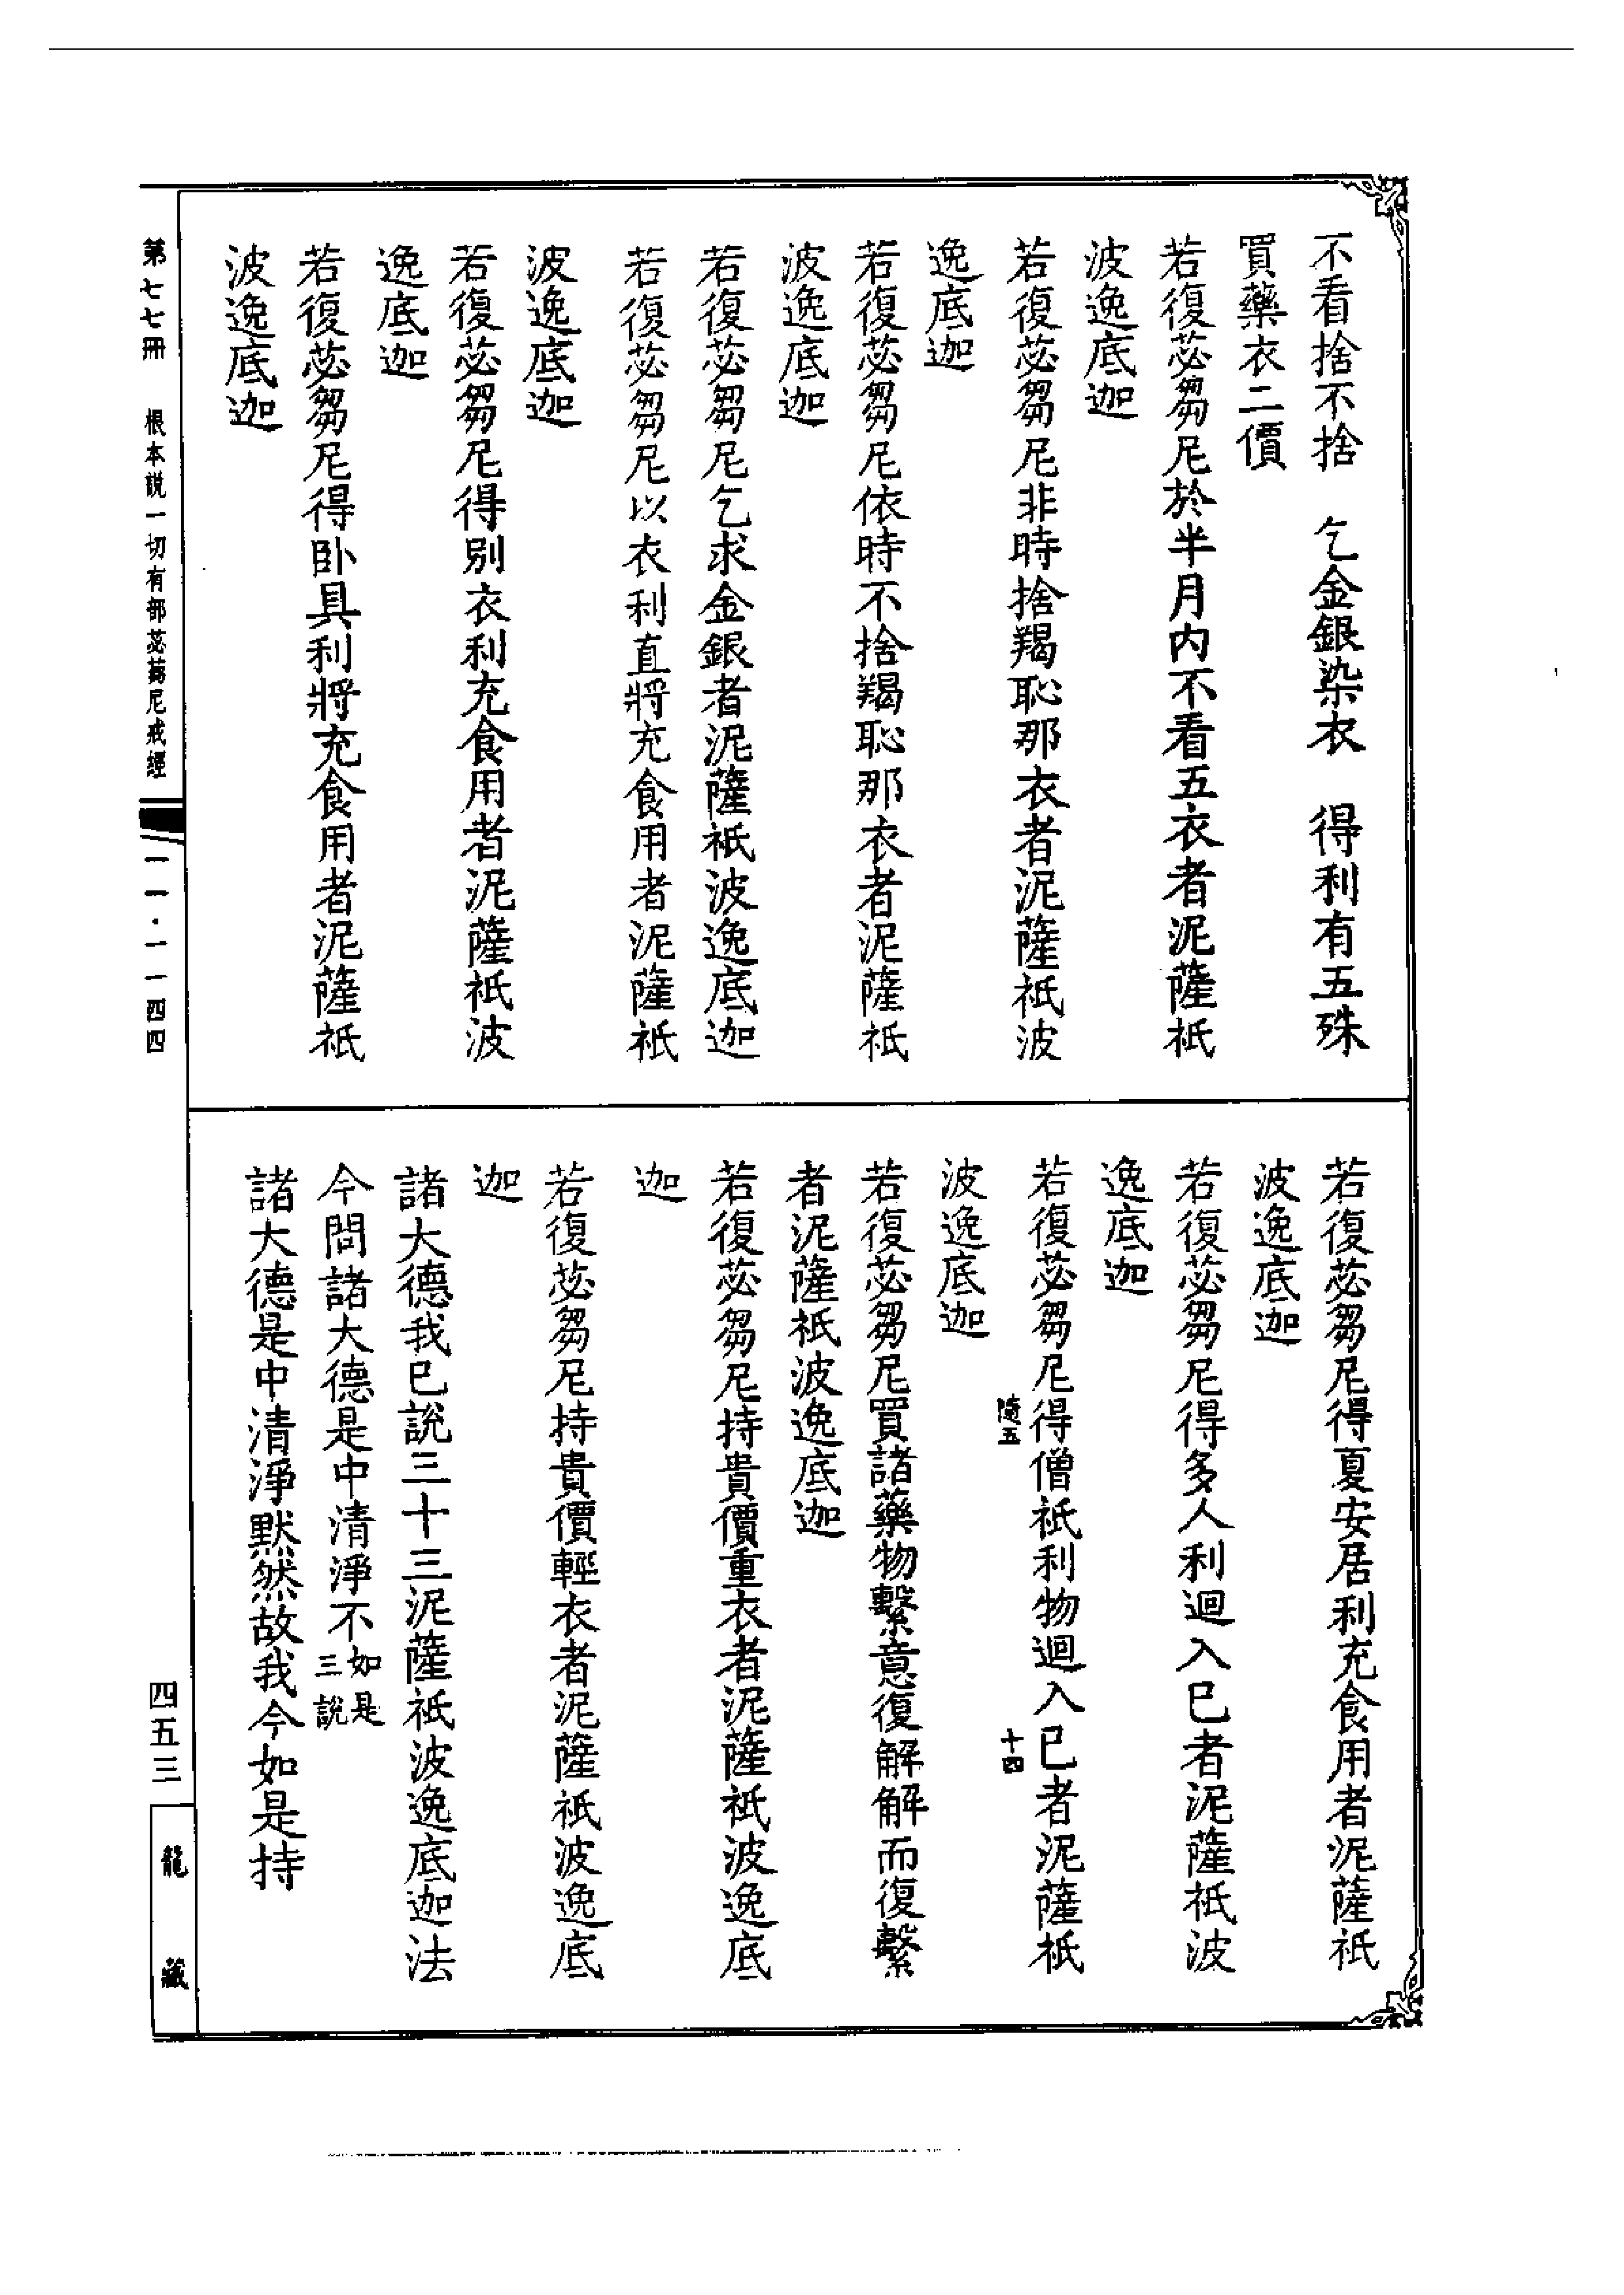 不看捨不捨　乞金銀染衣　得利有五殊
買藥衣二價
若復苾芻尼於半月內不看五衣者泥薩祇
波逸底迦
若復苾芻尼非時捨羯恥那衣者泥薩祇波
逸底迦
若復苾芻尼依時不捨羯恥那衣者泥薩祇
波逸底迦
若復苾芻尼乞求金銀者泥薩祇波逸底迦
若復苾芻尼以衣利直將充食用者泥薩祇
波逸底迦
若復苾芻尼得別衣利充食用者泥薩祇波
逸底迦
若復苾芻尼得卧具利將充食用者泥薩祇
波逸底迦
若復苾芻尼得夏安居利充食用者泥薩祇
波逸底迦
若復苾芻尼得多人利迴入已者泥薩祇波
逸底迦
若復苾芻尼得僧祇利物迴入已者泥薩祇
隨五　十四
波逸底迦
若復苾芻尼買諸藥物繫意復解解而復繫
者泥薩祇波逸底迦
若復苾芻尼持貴價重衣者泥薩祇波逸底
迦
若復苾芻尼持貴價輕衣者泥薩祇波逸底
迦
諸大德我已說三十三泥薩祇波逸底迦法
今問諸大德是中清淨不如是三說
諸大德是中清淨默然故我今如是持
第七七冊　根本説一切有部苾蒭尼戒經　一一·一一四四
四五三
龍藏